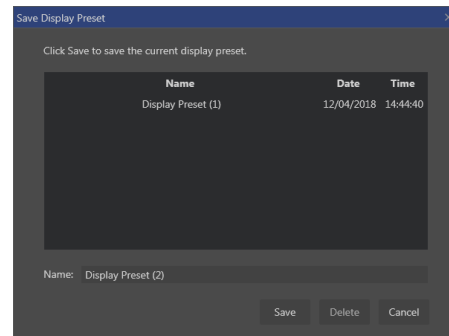 Save Display Preset
Click Save to save the current display preset.
Name Date Time
Display Preset (1) 12/04/2018 14:44:40
Name: Display Preset (2)
Save Delete Cancel